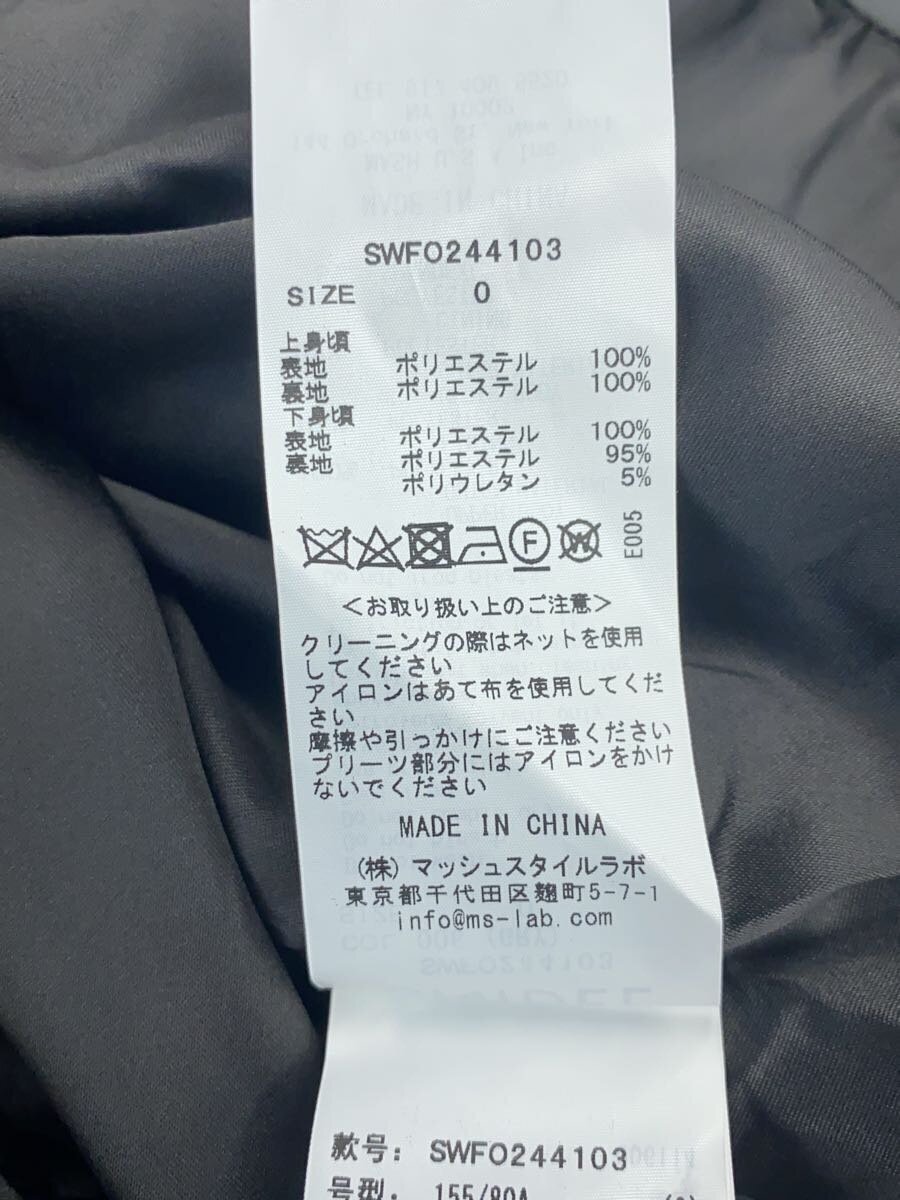 SWFO244103
SIZE 0
上身頃
表地 ポリエステル 100%
裏地 ポリエステル 100%
下身頃
表地 ポリエステル 100%
裏地 ポリエステル 95%
ポリウレタン 5%
F W E005
<お取り扱い上のご注意>
クリーニングの際はネットを使用
してください
アイロンはあて布を使用してくだ
さい
摩擦や引っかけにご注意ください
プリーツ部分にはアイロンをかけ
ないでください
MADE IN CHINA
(株)マッシュスタイルラボ
東京都千代田区麹町5-7-1
info@ms-lab.com
款号: SWFO244103
号型: 155/80A